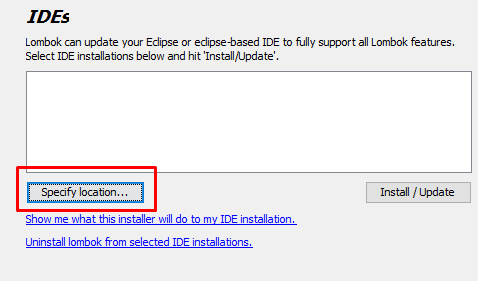 IDEs
Lombok can update your Eclipse or eclipse-based IDE to fully support all Lombok features.
Select IDE installations below and hit 'Install/Update'.
Specify location...
Install / Update
Show me what this installer will do to my IDE installation.
Uninstall lombok from selected IDE installations.